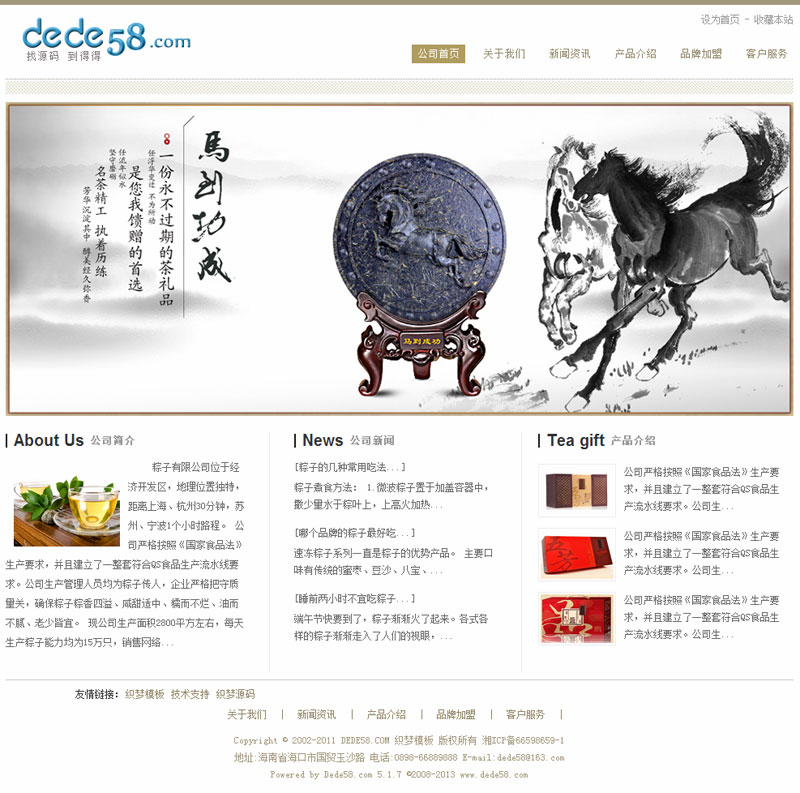 设为首页 - 收藏本站
dede58.com
找源码 到得得
公司首页 关于我们 新闻资讯 产品介绍 品牌加盟 客户服务
馬到功成
一份永不过期的茶礼品
任浮华变迁 不为所动
是您我馈赠的首选
任流年似水
坚守磨砺
名茶精工 执着历练
芳华沉淀其中 醇美经久弥香
马到成功
About Us 公司简介
粽子有限公司位于经
济开发区，地理位置独特，
距离上海、杭州30分钟，苏
州、宁波1个小时路程。 公
司严格按照《国家食品法》
生产要求，并且建立了一整套符合QS食品生产流水线要
求。公司生产管理人员均为粽子传人，企业严格把守质
量关，确保粽子粽香四溢、咸甜适中、糯而不烂、油而
不腻、老少皆宜。 现公司生产面积2800平方左右，每天
生产粽子能力均为15万只，销售网络...
News 公司新闻
[粽子的几种常用吃法...]
粽子煮食方法： 1.微波粽子置于加盖容器中，
撒少量水于粽叶上，上高火加热...
[哪个品牌的粽子最好吃...]
速冻粽子系列一直是粽子的优势产品。 主要口
味有传统的蜜枣、豆沙、八宝、...
[睡前两小时不宜吃粽子...]
端午节快要到了，粽子渐渐火了起来。各式各
样的粽子渐渐走入了人们的视眼，...
Tea gift 产品介绍
公司严格按照《国家食品法》生产要
求，并且建立了一整套符合QS食品生
产流水线要求。公司生...
公司严格按照《国家食品法》生产要
求，并且建立了一整套符合QS食品生
产流水线要求。公司生...
公司严格按照《国家食品法》生产要
求，并且建立了一整套符合QS食品生
产流水线要求。公司生...
友情链接： 织梦模板 技术支持 织梦源码
关于我们 | 新闻资讯 | 产品介绍 | 品牌加盟 | 客户服务 |
Copyright © 2002-2011 DEDE58.COM 织梦模板 版权所有 湘ICP备66598659-1
地址:海南省海口市国贸玉沙路 电话:0898-66889888 E-mail:dede58@163.com
Powered by Dede58.com 5.1.7 ©2008-2013 www.dede58.com